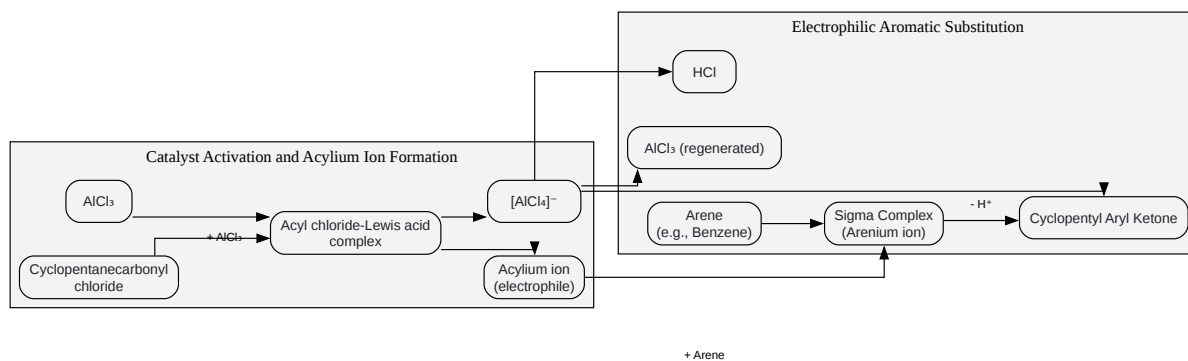 Electrophilic Aromatic Substitution
HCl
AlCl₃ (regenerated)
Catalyst Activation and Acylium Ion Formation
AlCl₃
[AlCl₄]⁻
Acyl chloride-Lewis acid
complex
+ AlCl₃
Cyclopentanecarbonyl
chloride
Acylium ion
(electrophile)
Arene
(e.g., Benzene)
Sigma Complex
(Arenium ion)
- H⁺
Cyclopentyl Aryl Ketone
+ Arene